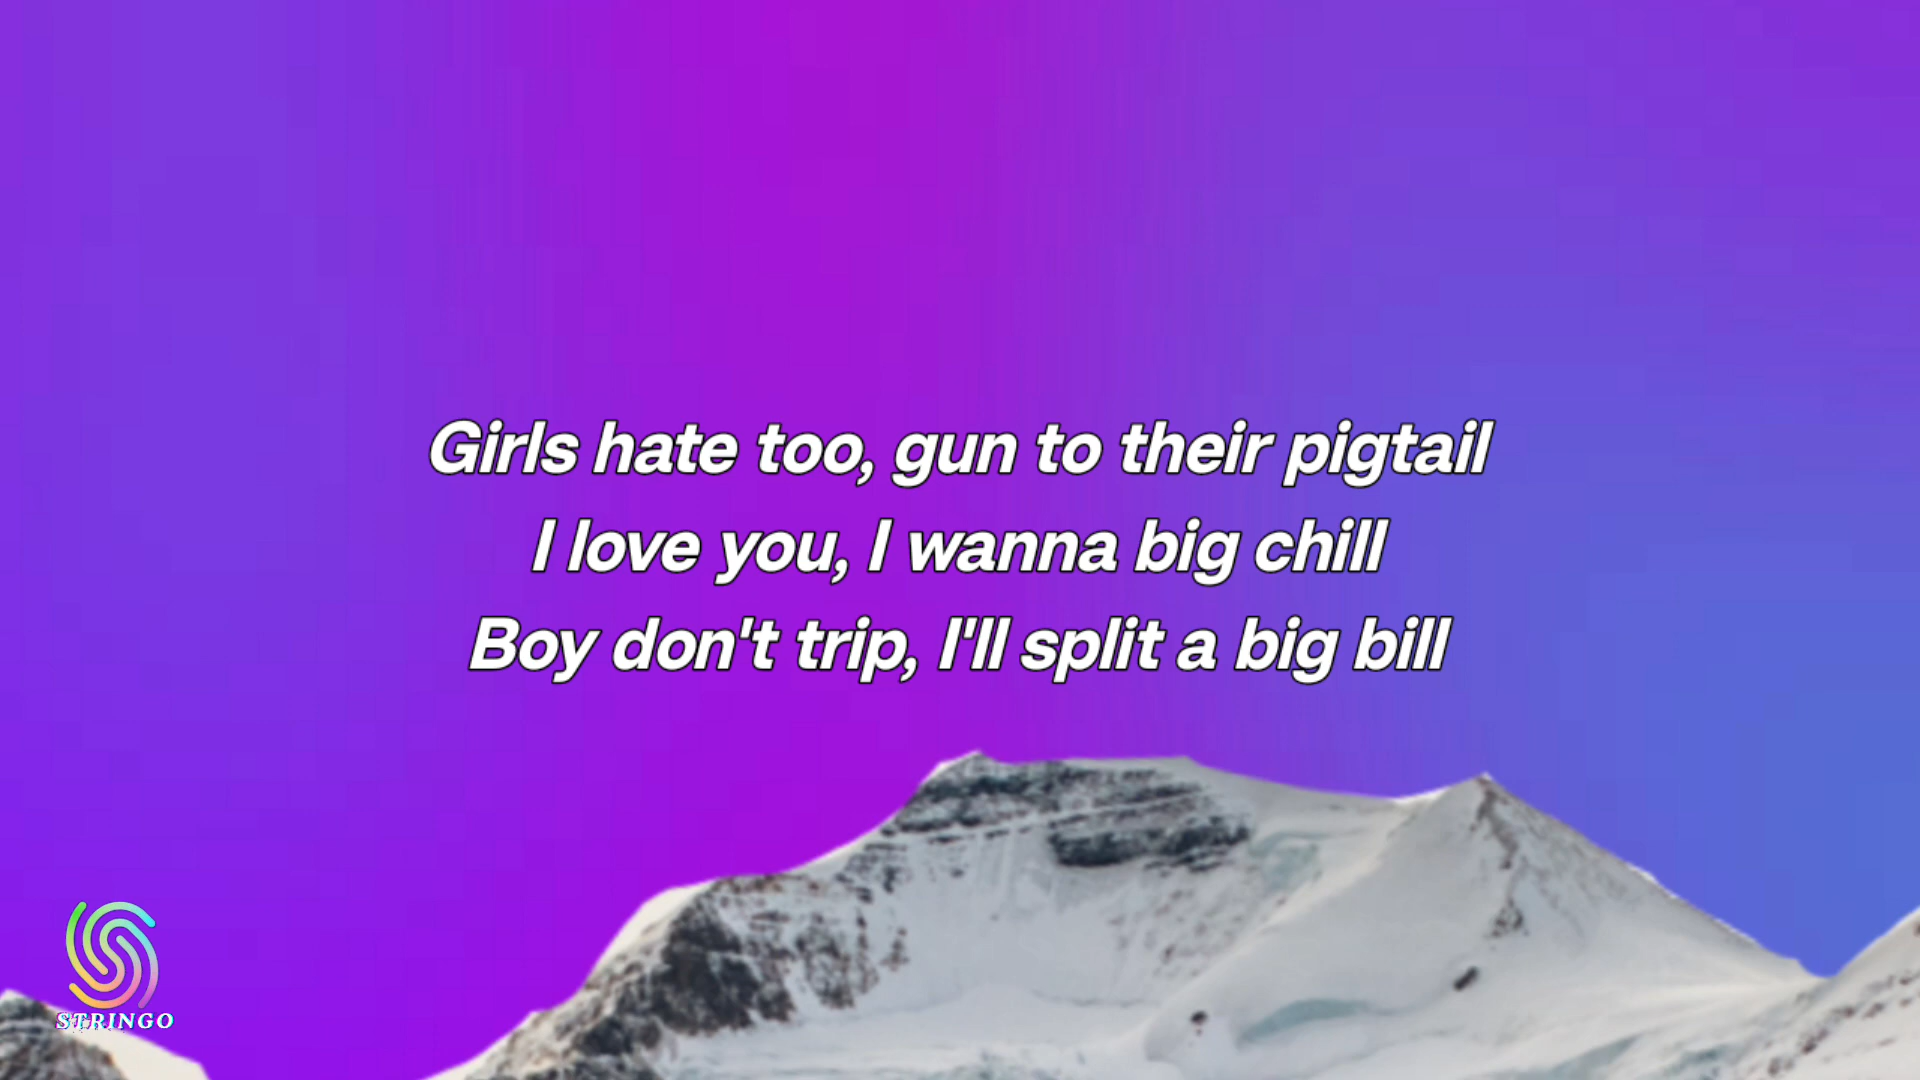 Girls hate too, gun to their pigtail
I love you, I wanna big chill
Boy don't trip, I'll split a big bill
STRINGO